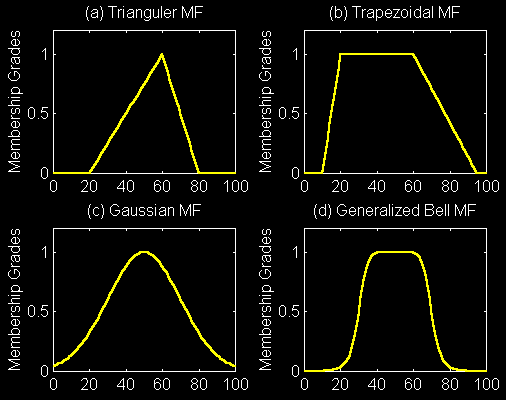 (a) Trianguler MF
(b) Trapezoidal MF
Membership Grades
1
0.5
0
0 20 40 60 80 100
Membership Grades
1
0.5
0
0 20 40 60 80 100
(c) Gaussian MF
(d) Generalized Bell MF
Membership Grades
1
0.5
0
0 20 40 60 80 100
Membership Grades
1
0.5
0
0 20 40 60 80 100